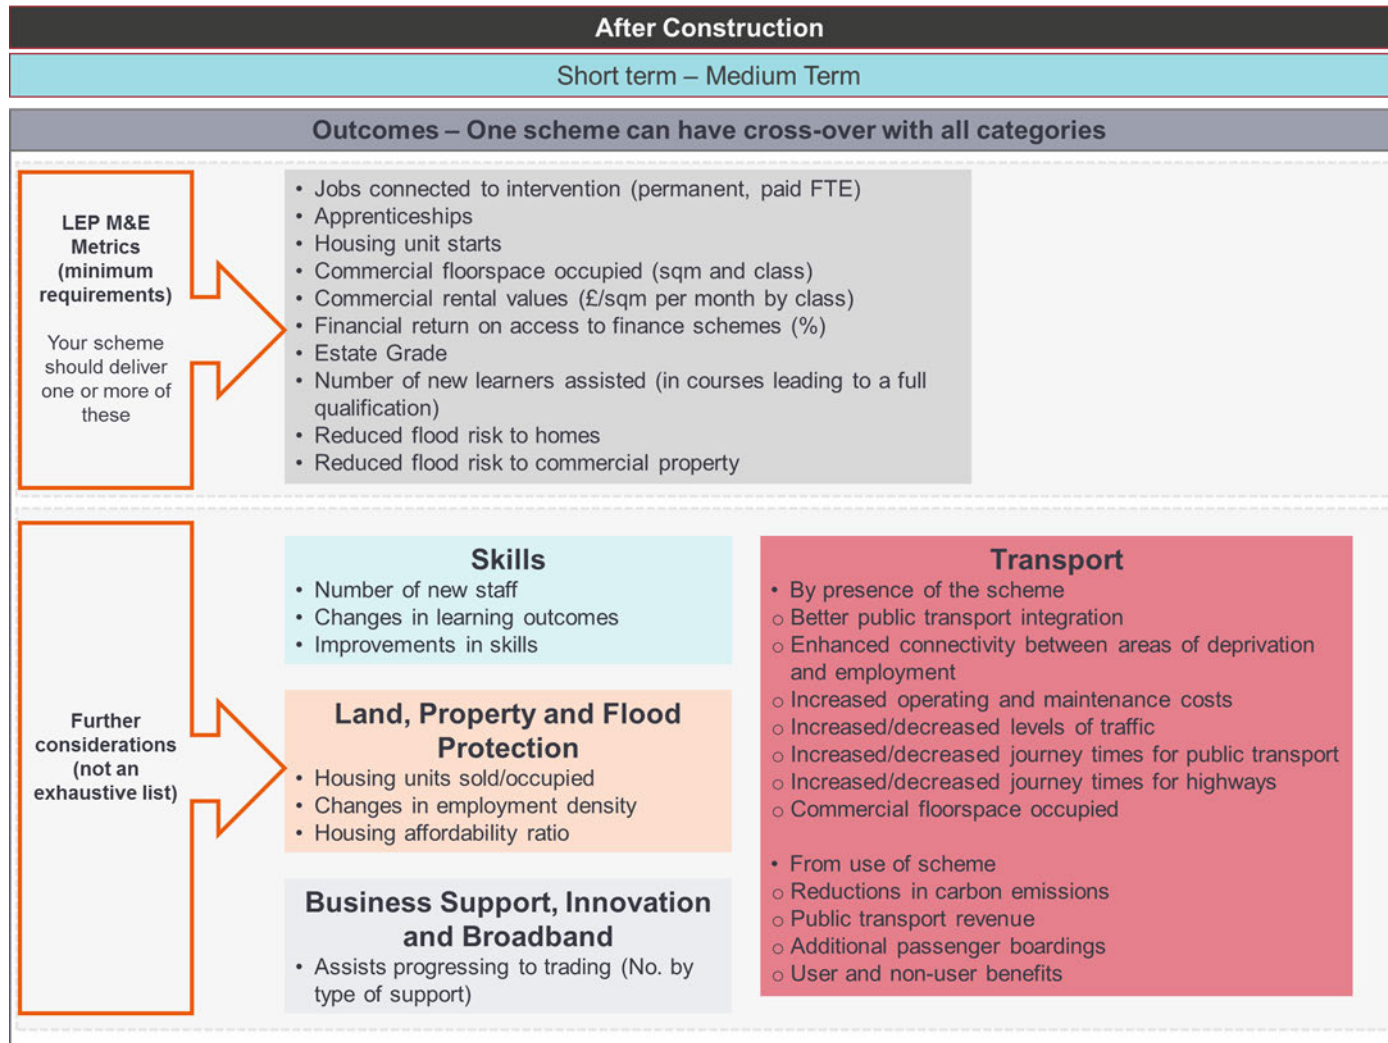 After Construction
Short term – Medium Term
Outcomes – One scheme can have cross-over with all categories
LEP M&E
Metrics
(minimum
requirements)
Your scheme
should deliver
one or more of
these
• Jobs connected to intervention (permanent, paid FTE)
• Apprenticeships
• Housing unit starts
• Commercial floorspace occupied (sqm and class)
• Commercial rental values (£/sqm per month by class)
• Financial return on access to finance schemes (%)
• Estate Grade
• Number of new learners assisted (in courses leading to a full
qualification)
• Reduced flood risk to homes
• Reduced flood risk to commercial property
Further
considerations
(not an
exhaustive list)
Skills
• Number of new staff
• Changes in learning outcomes
• Improvements in skills
Land, Property and Flood
Protection
• Housing units sold/occupied
• Changes in employment density
• Housing affordability ratio
Business Support, Innovation
and Broadband
• Assists progressing to trading (No. by
type of support)
Transport
• By presence of the scheme
o Better public transport integration
o Enhanced connectivity between areas of deprivation
and employment
o Increased operating and maintenance costs
o Increased/decreased levels of traffic
o Increased/decreased journey times for public transport
o Increased/decreased journey times for highways
o Commercial floorspace occupied
• From use of scheme
o Reductions in carbon emissions
o Public transport revenue
o Additional passenger boardings
o User and non-user benefits